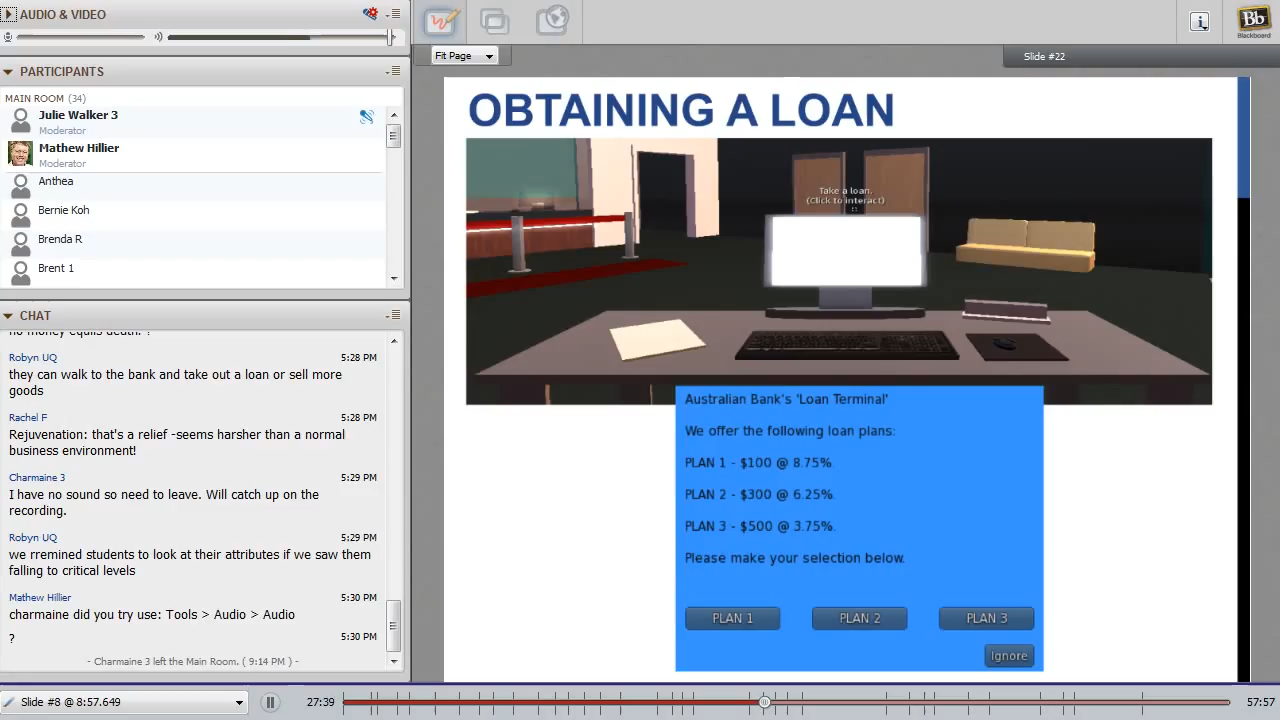 AUDIO & VIDEO
PARTICIPANTS
MAIN ROOM (34)
Julie Walker 3
Moderator
Mathew Hillier
Moderator
Anthea
Bernie Koh
Brenda R
Brent 1
CHAT
no money equils death. ?
Robyn UQ 5:28 PM
they can walk to the bank and take out a loan or sell more
goods
Rachel F 5:28 PM
Rejuvenation: that's a relief -seems harsher than a normal
business environment!
Charmaine 3 5:29 PM
I have no sound so need to leave. Will catch up on the
recording.
Robyn UQ 5:29 PM
we rremined students to look at their attributes if we saw them
falling to critical levels
Mathew Hillier 5:30 PM
charmaine did you try use: Tools > Audio > Audio
? 5:30 PM
- Charmaine 3 left the Main Room. ( 9:14 PM ) -
Slide #8 @ 8:57.649
27:39
57:57
Bb
Blackboard
Fit Page
Slide #22
OBTAINING A LOAN
Take a loan.
(Click to interact)
Australian Bank's 'Loan Terminal'
We offer the following loan plans:
PLAN 1 - $100 @ 8.75%.
PLAN 2 - $300 @ 6.25%.
PLAN 3 - $500 @ 3.75%.
Please make your selection below.
PLAN 1
PLAN 2
PLAN 3
Ignore